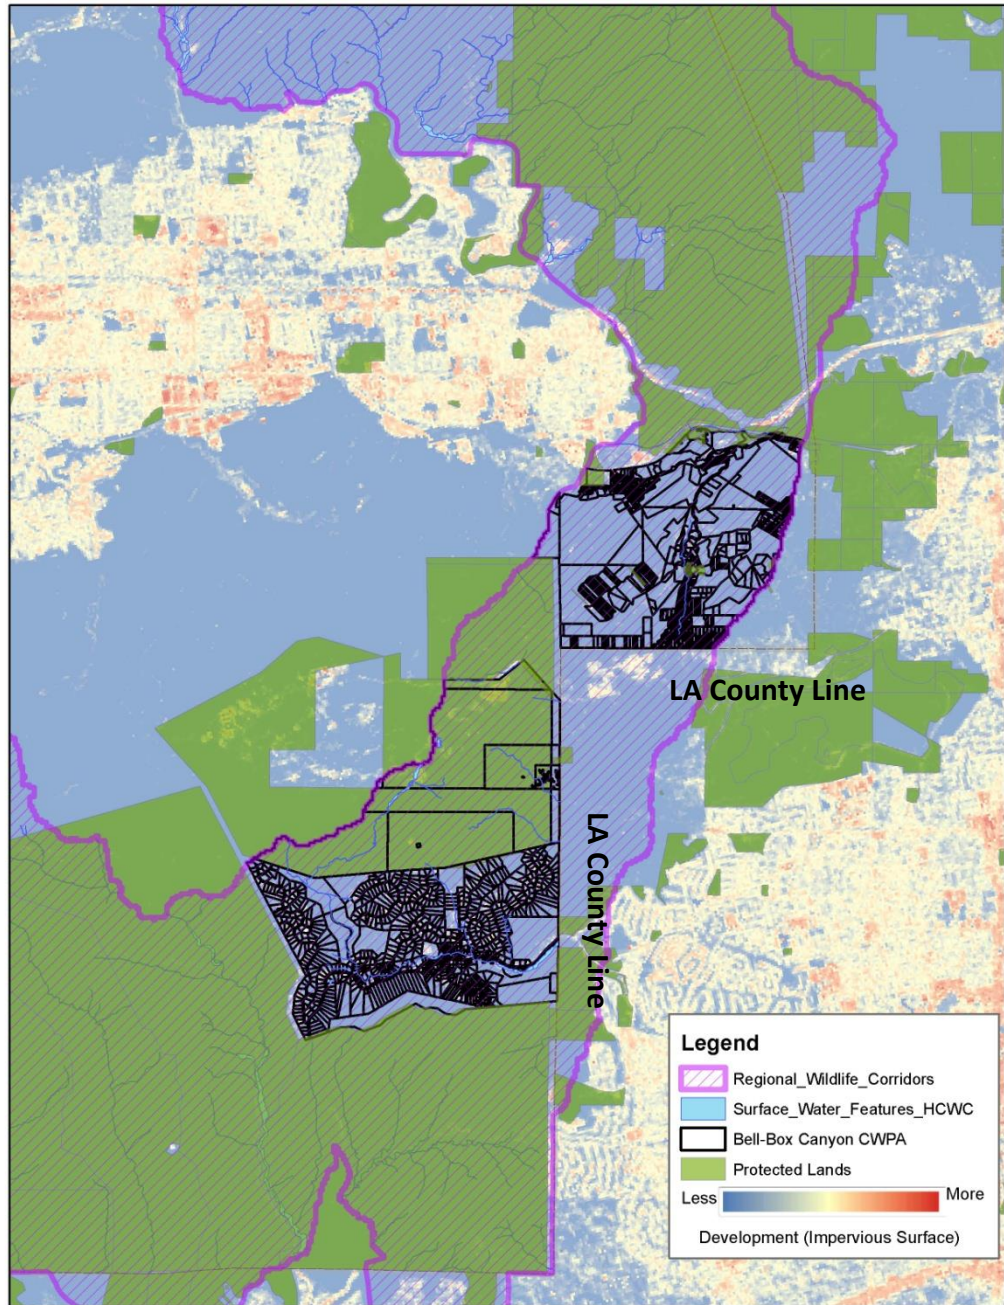 LA County Line
LA County Line
Legend
Regional_Wildlife_Corridors
Surface_Water_Features_HCWC
Bell-Box Canyon CWPA
Protected Lands
Less
More
Development (Impervious Surface)